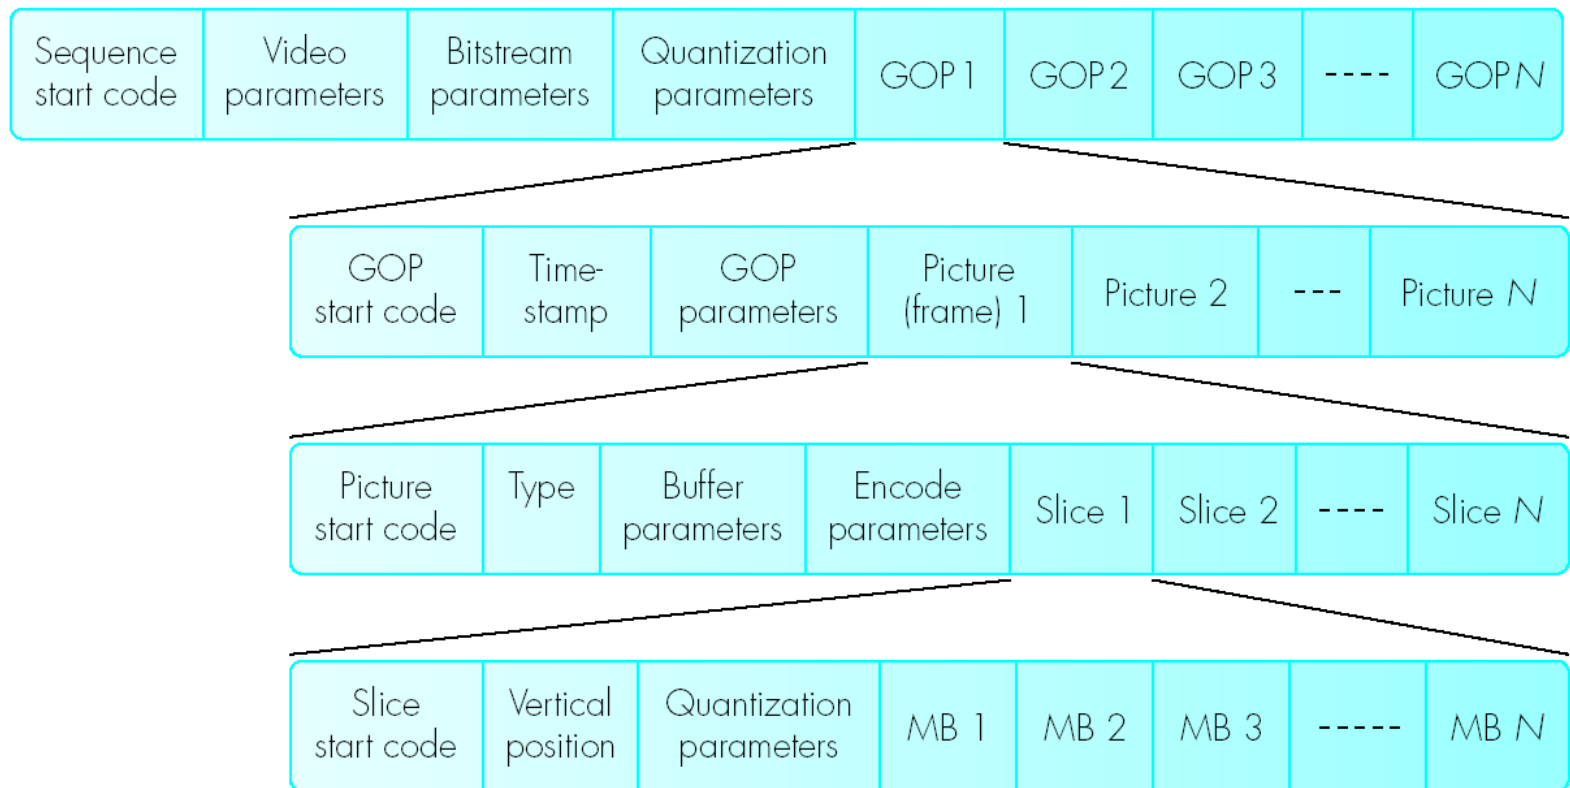 Sequence start code
Video parameters
Bitstream parameters
Quantization parameters
GOP 1
GOP 2
GOP 3
----
GOP N
GOP start code
Time-stamp
GOP parameters
Picture (frame) 1
Picture 2
---
Picture N
Picture start code
Type
Buffer parameters
Encode parameters
Slice 1
Slice 2
----
Slice N
Slice start code
Vertical position
Quantization parameters
MB 1
MB 2
MB 3
-----
MB N